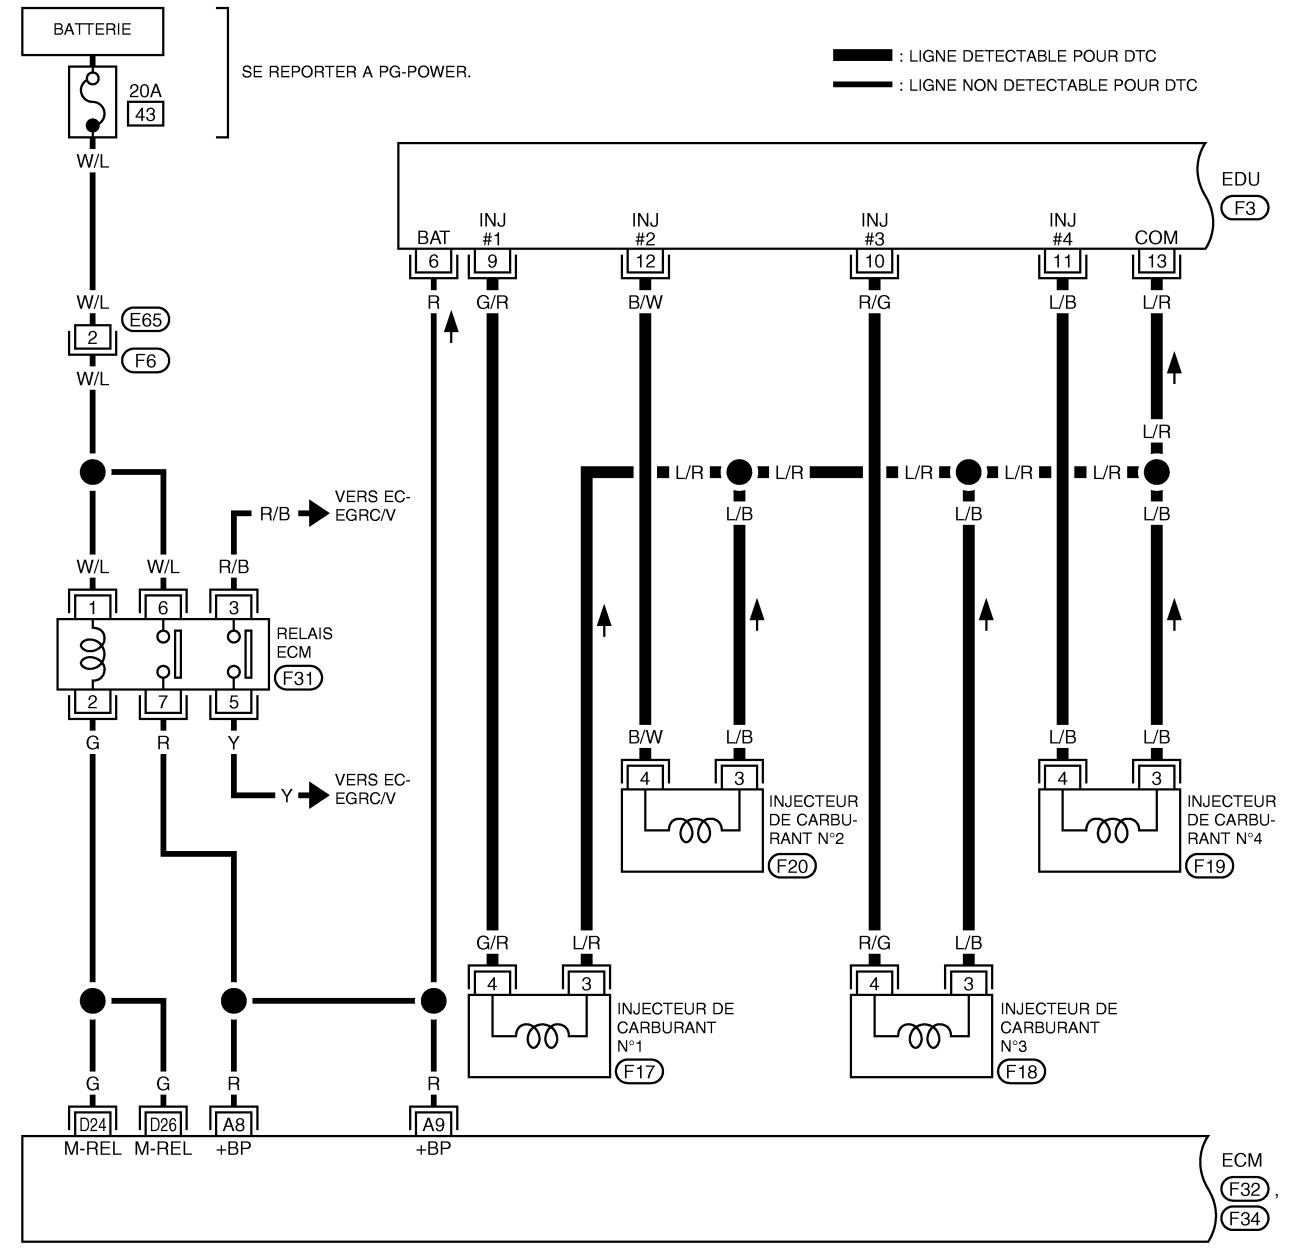 BATTERIE
20A
43
SE REPORTER A PG-POWER.
: LIGNE DETECTABLE POUR DTC
: LIGNE NON DETECTABLE POUR DTC
W/L
EDU
F3
INJ INJ INJ INJ
BAT #1 #2 #3 #4 COM
6 9 12 10 11 13
W/L R G/R B/W R/G L/B L/R
E65
2
F6
W/L
L/R
L/R L/R L/R L/R L/R
VERS EC-
R/B EGRC/V
L/B L/B L/B
W/L W/L R/B
1 6 3
RELAIS
ECM
F31
2 7 5
G R Y
B/W L/B L/B L/B
4 3 4 3
VERS EC-
Y EGRC/V
INJECTEUR
DE CARBU-
RANT N°2
F20
INJECTEUR
DE CARBU-
RANT N°4
F19
G/R L/R R/G L/B
4 3 4 3
INJECTEUR DE
CARBURANT
N°1
F17
INJECTEUR DE
CARBURANT
N°3
F18
G G R R
D24 D26 A8 A9
M-REL M-REL +BP +BP
ECM
F32 ,
F34